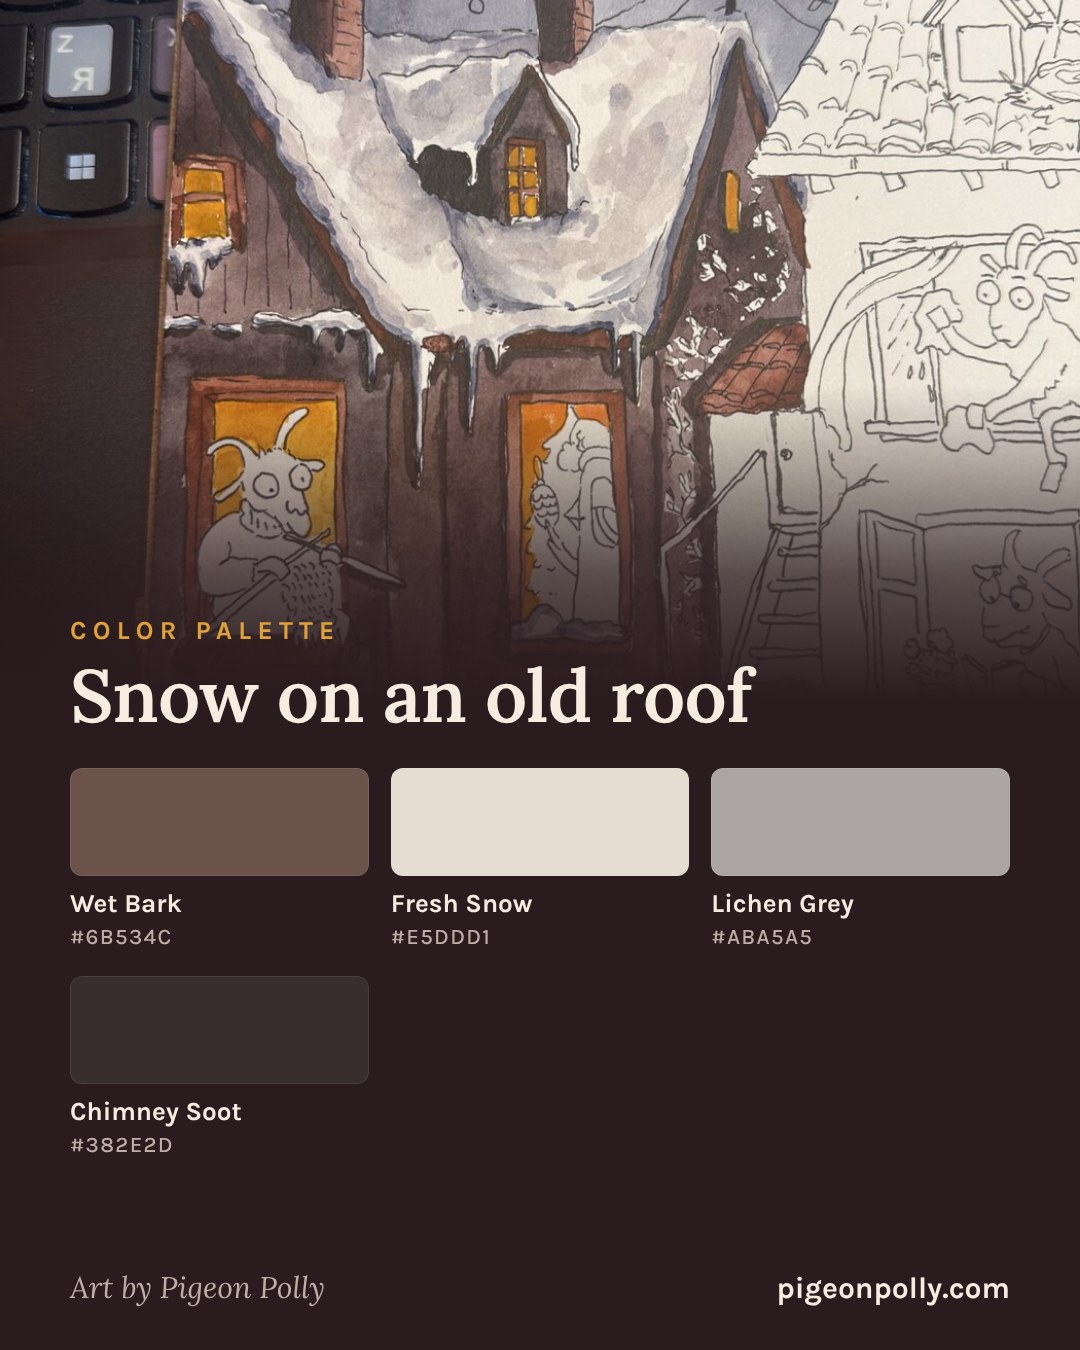 Z
Я
COLOR PALETTE
Snow on an old roof
Wet Bark
#6B534C
Fresh Snow
#E5DDD1
Lichen Grey
#ABA5A5
Chimney Soot
#382E2D
Art by Pigeon Polly
pigeonpolly.com